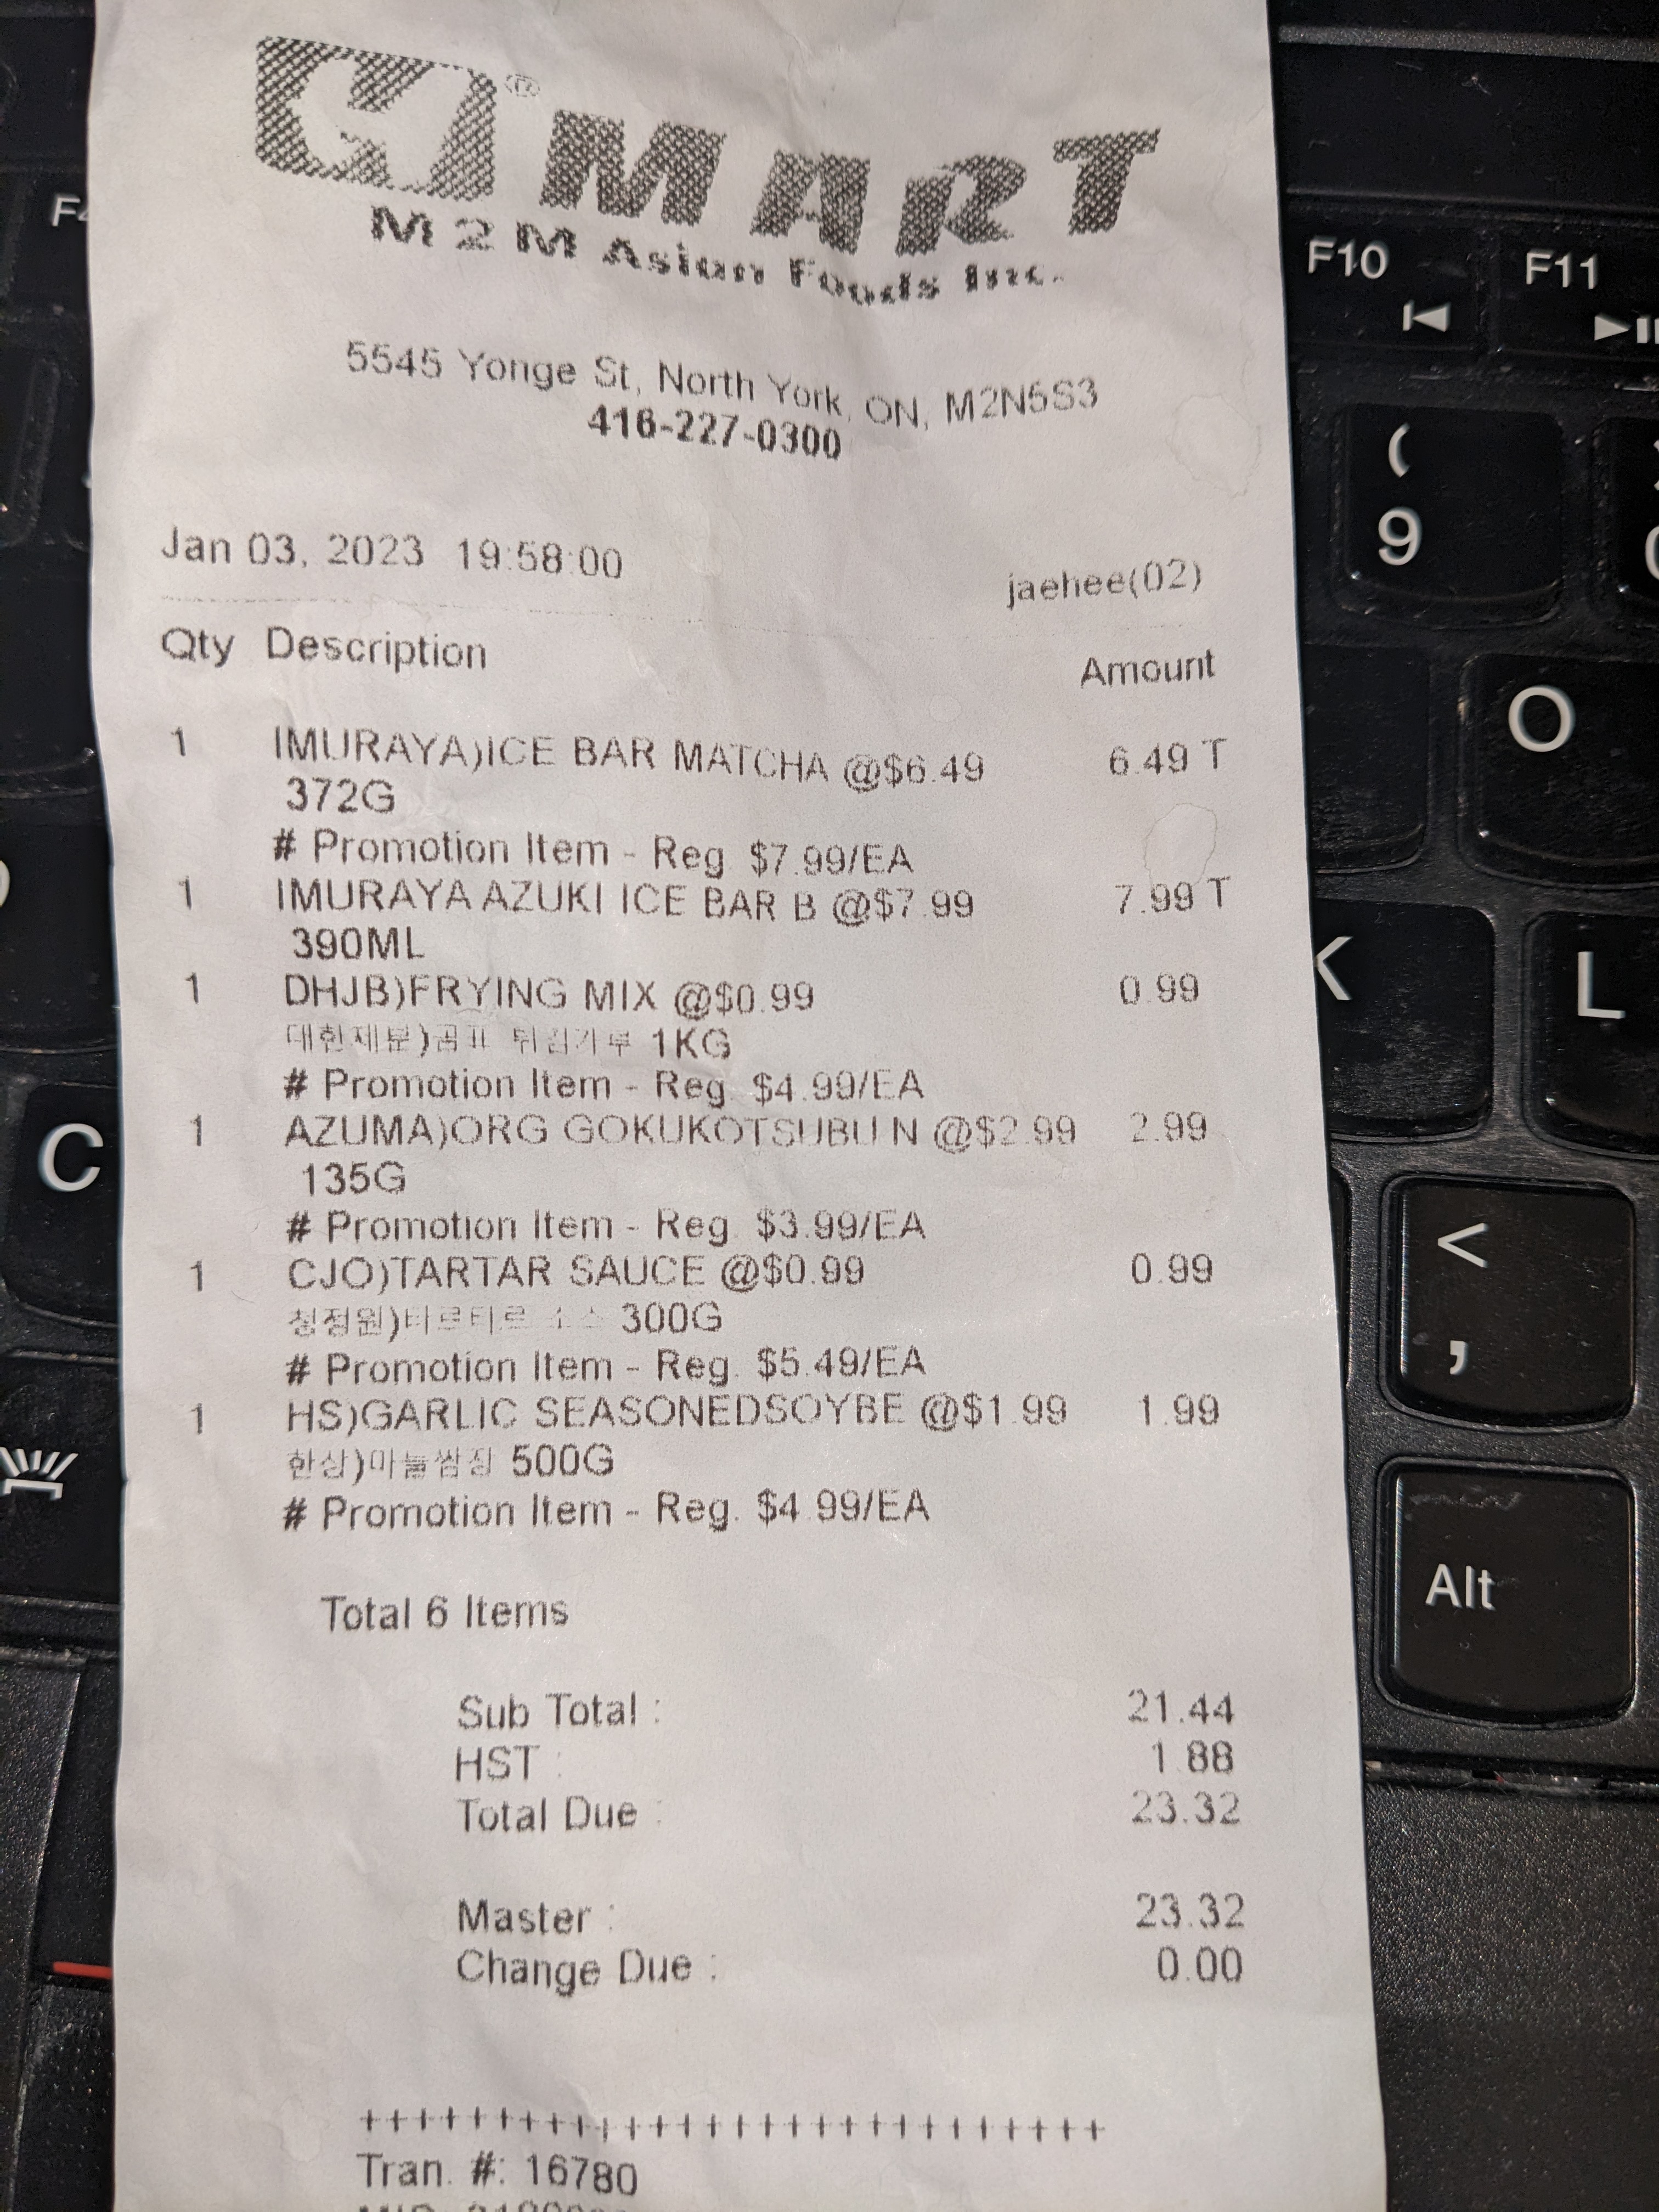 H® MART
M 2 M Asian Foods Inc.
5545 Yonge St, North York, ON, M2N5S3
416-227-0300
Jan 03, 2023 19:58:00
jaehee(02)
Qty Description Amount
1 IMURAYA)ICE BAR MATCHA @$6.49 6.49 T
372G
# Promotion Item - Reg. $7.99/EA
1 IMURAYA AZUKI ICE BAR B @$7.99 7.99 T
390ML
1 DHJB)FRYING MIX @$0.99 0.99
대한제분)곰표 튀김가루 1KG
# Promotion Item - Reg. $4.99/EA
1 AZUMA)ORG GOKUKOTSUBU N @$2.99 2.99
135G
# Promotion Item - Reg. $3.99/EA
1 CJO)TARTAR SAUCE @$0.99 0.99
청정원)타르타르 소스 300G
# Promotion Item - Reg. $5.49/EA
1 HS)GARLIC SEASONEDSOYBE @$1.99 1.99
한상)마늘쌈장 500G
# Promotion Item - Reg. $4.99/EA
Total 6 Items
Sub Total : 21.44
HST : 1.88
Total Due : 23.32
Master : 23.32
Change Due : 0.00
++++++++++++++++++++++++++++
Tran. #: 16780
F10
F11
(
9
O
K
L
C
<
,
Alt